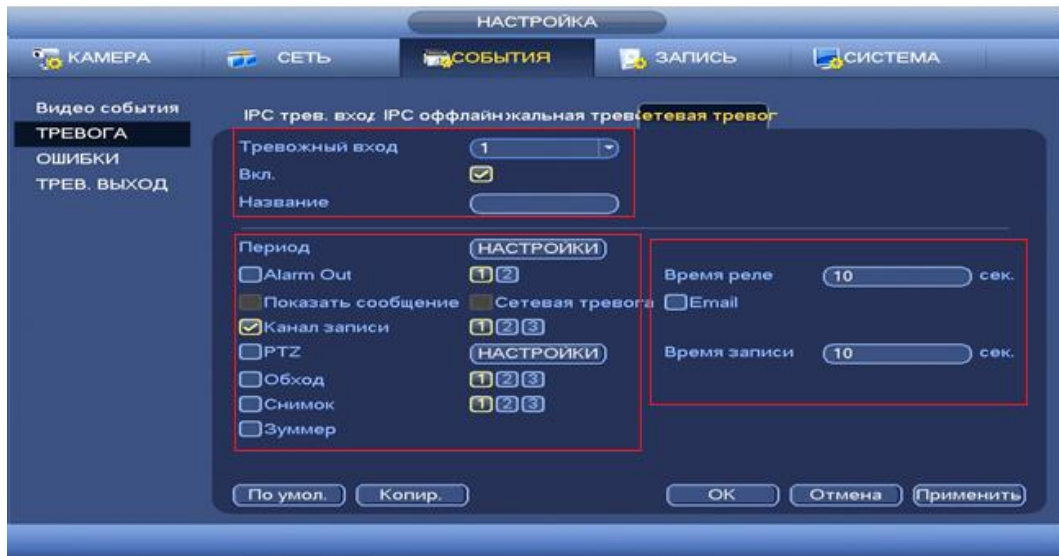 НАСТРОЙКА
КАМЕРА СЕТЬ СОБЫТИЯ ЗАПИСЬ СИСТЕМА
Видео события
ТРЕВОГА
ОШИБКИ
ТРЕВ. ВЫХОД
IPC трев. вход IPC оффлайн жальная трев етевая тревог
Тревожный вход 1
Вкл.
Название
Период НАСТРОЙКИ
Alarm Out 1 2 Время реле 10 сек.
Показать сообщение Сетевая тревога Email
Канал записи 1 2 3
PTZ НАСТРОЙКИ Время записи 10 сек.
Обход 1 2 3
Снимок 1 2 3
Зуммер
По умол. Копир. OK Отмена Применить